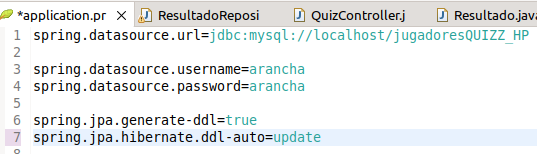 *application.pr ResultadoReposi QuizController.j Resultado.java
1 spring.datasource.url=jdbc:mysql://localhost/jugadoresQUIZZ_HP
2
3 spring.datasource.username=arancha
4 spring.datasource.password=arancha
5
6 spring.jpa.generate-ddl=true
7 spring.jpa.hibernate.ddl-auto=update
8